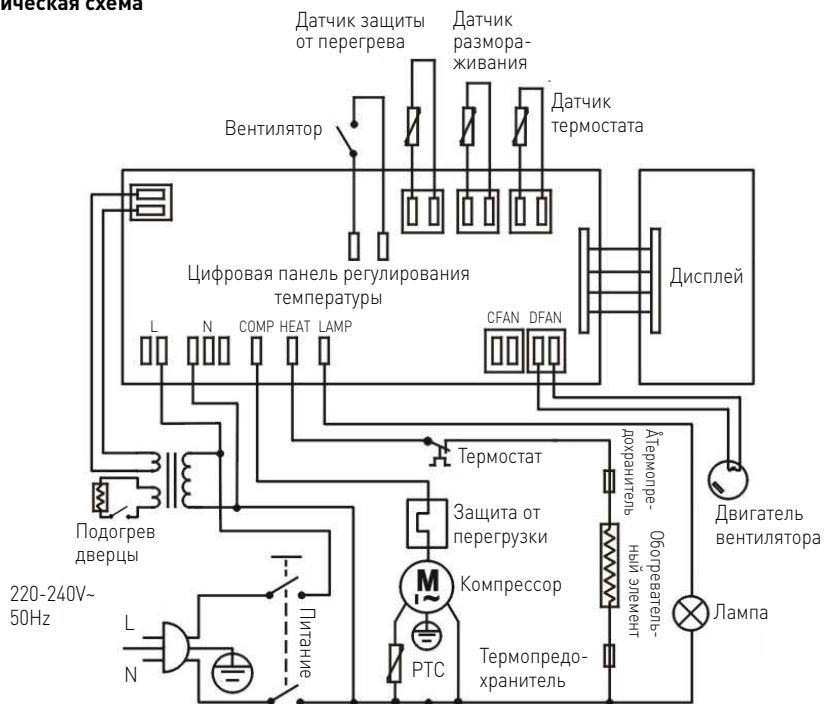 ическая схема
Датчик защиты
от перегрева
Датчик
размора-
живания
Датчик
термостата
Вентилятор
Цифровая панель регулирования
температуры
Дисплей
L
N
COMP
HEAT
LAMP
CFAN
DFAN
Термостат
ÅТермопре-
дохранитель
Подогрев
дверцы
Защита от
перегрузки
Обогреватель-
ный элемент
Двигатель
вентилятора
220-240V~
50Hz
L
N
Питание
M
I~
Компрессор
PTC
Термопредо-
хранитель
Лампа